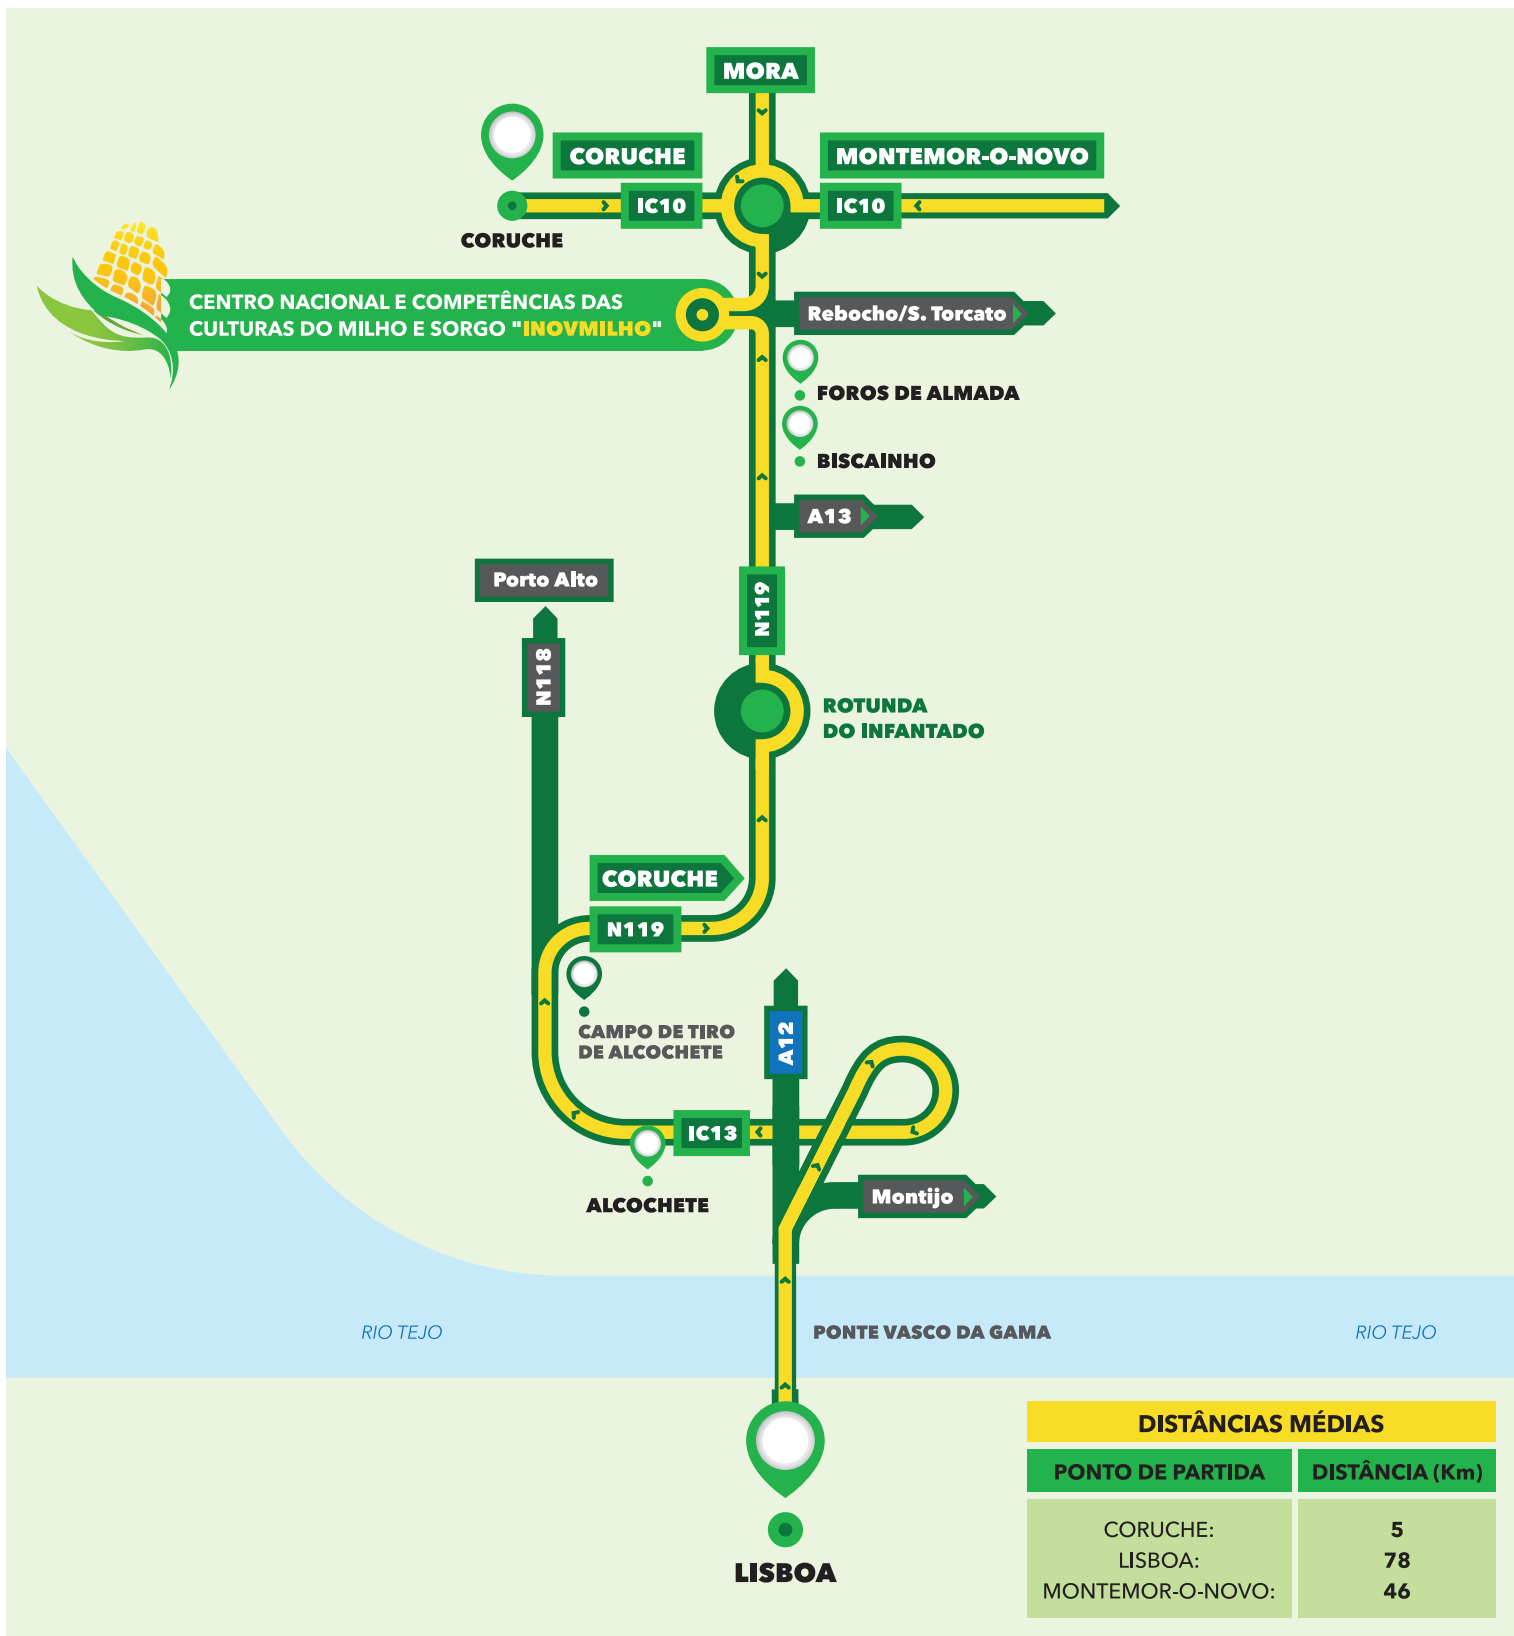 MORA
CORUCHE
MONTEMOR-O-NOVO
IC10
IC10
CORUCHE
CENTRO NACIONAL E COMPETÊNCIAS DAS
CULTURAS DO MILHO E SORGO "INOVMILHO"
Rebocho/S. Torcato
FOROS DE ALMADA
BISCAINHO
A13
Porto Alto
N119
N118
ROTUNDA
DO INFANTADO
CORUCHE
N119
CAMPO DE TIRO
DE ALCOCHETE
A12
IC13
ALCOCHETE
Montijo
RIO TEJO
PONTE VASCO DA GAMA
RIO TEJO
LISBOA
DISTÂNCIAS MÉDIAS
PONTO DE PARTIDA DISTÂNCIA (Km)
CORUCHE: 5
LISBOA: 78
MONTEMOR-O-NOVO: 46